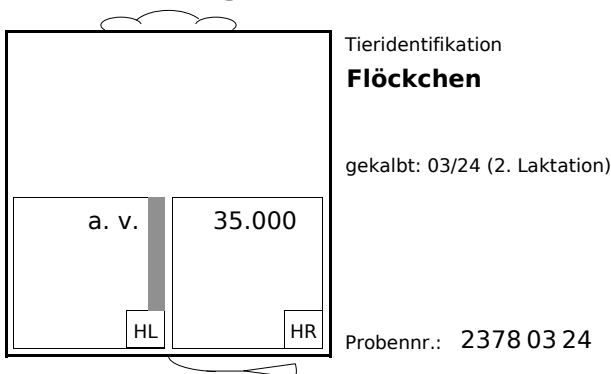 Tieridentifikation
Flöckchen
gekalbt: 03/24 (2. Laktation)
a. v. 35.000
HL HR
Probennr.: 2378 03 24